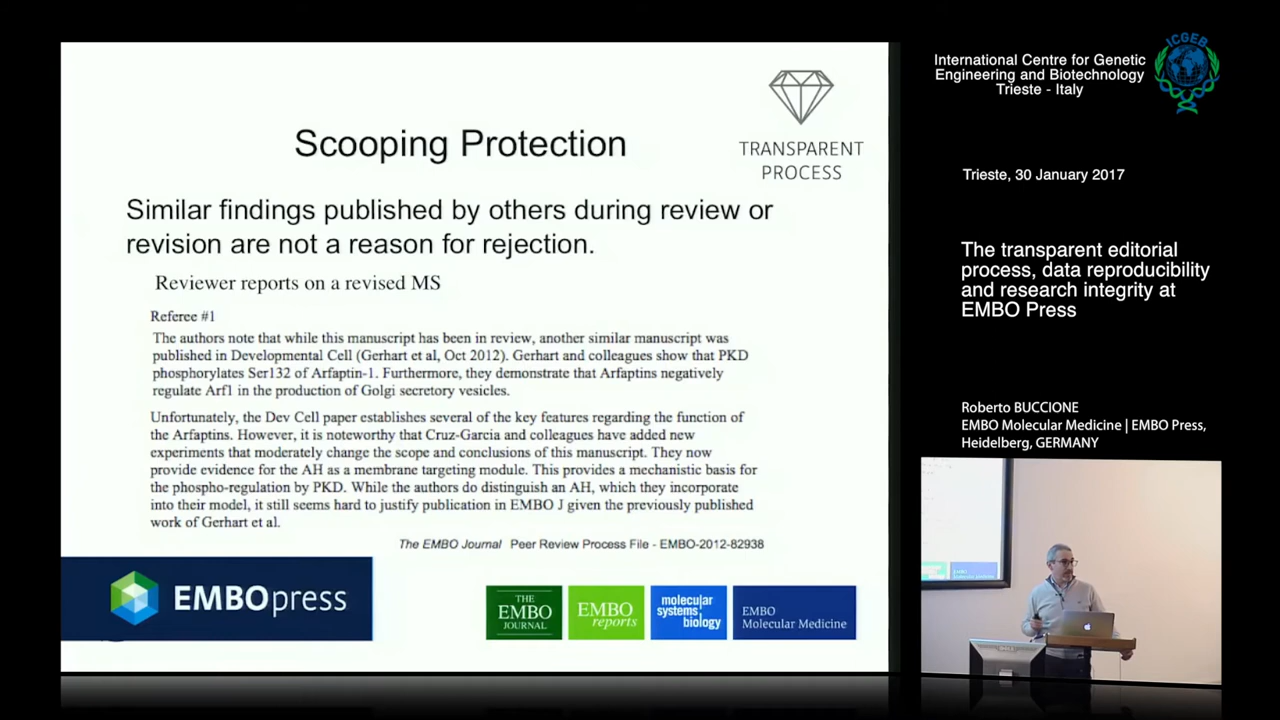 Scooping Protection
TRANSPARENT
PROCESS
Similar findings published by others during review or
revision are not a reason for rejection.
Reviewer reports on a revised MS
Referee #1
The authors note that while this manuscript has been in review, another similar manuscript was
published in Developmental Cell (Gerhart et al, Oct 2012). Gerhart and colleagues show that PKD
phosphorylates Ser132 of Arfaptin-1. Furthermore, they demonstrate that Arfaptins negatively
regulate Arf1 in the production of Golgi secretory vesicles.
Unfortunately, the Dev Cell paper establishes several of the key features regarding the function of
the Arfaptins. However, it is noteworthy that Cruz-Garcia and colleagues have added new
experiments that moderately change the scope and conclusions of this manuscript. They now
provide evidence for the AH as a membrane targeting module. This provides a mechanistic basis for
the phospho-regulation by PKD. While the authors do distinguish an AH, which they incorporate
into their model, it still seems hard to justify publication in EMBO J given the previously published
work of Gerhart et al.
The EMBO Journal Peer Review Process File - EMBO-2012-82938
EMBOpress
THE
EMBO
JOURNAL
EMBO
reports
molecular
systems
biology
EMBO
Molecular Medicine
International Centre for Genetic
Engineering and Biotechnology
Trieste - Italy
ICGEB
Trieste, 30 January 2017
The transparent editorial
process, data reproducibility
and research integrity at
EMBO Press
Roberto BUCCIONE
EMBO Molecular Medicine | EMBO Press,
Heidelberg, GERMANY